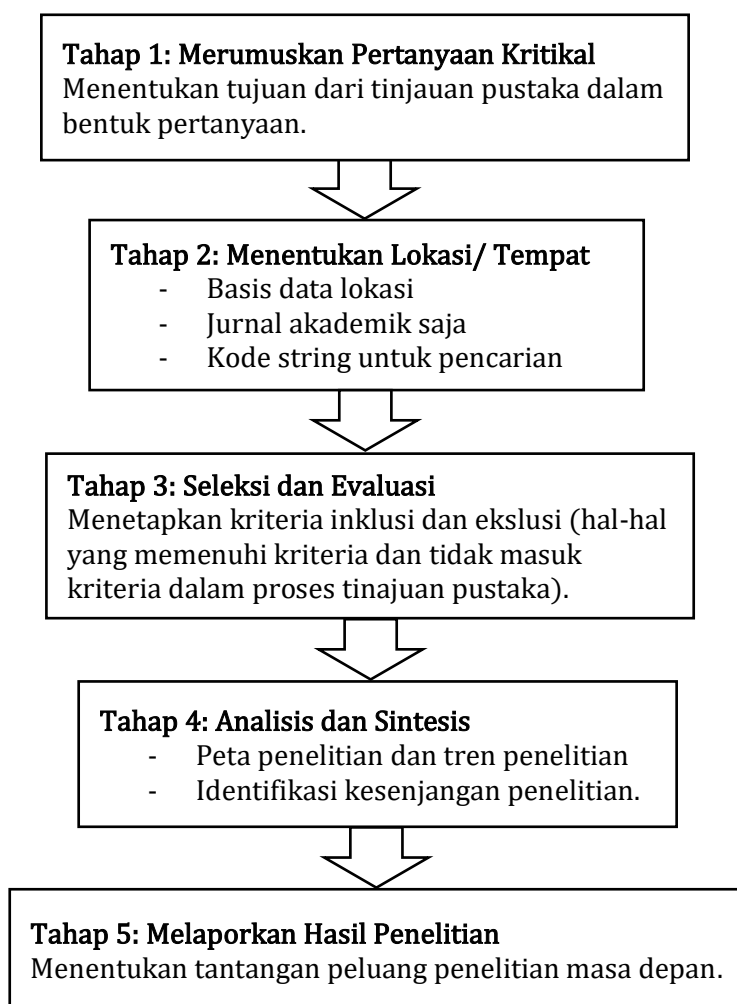 Tahap 1: Merumuskan Pertanyaan Kritikal
Menentukan tujuan dari tinjauan pustaka dalam
bentuk pertanyaan.
Tahap 2: Menentukan Lokasi/ Tempat
- Basis data lokasi
- Jurnal akademik saja
- Kode string untuk pencarian
Tahap 3: Seleksi dan Evaluasi
Menetapkan kriteria inklusi dan ekslusi (hal-hal
yang memenuhi kriteria dan tidak masuk
kriteria dalam proses tinajuan pustaka).
Tahap 4: Analisis dan Sintesis
- Peta penelitian dan tren penelitian
- Identifikasi kesenjangan penelitian.
Tahap 5: Melaporkan Hasil Penelitian
Menentukan tantangan peluang penelitian masa depan.